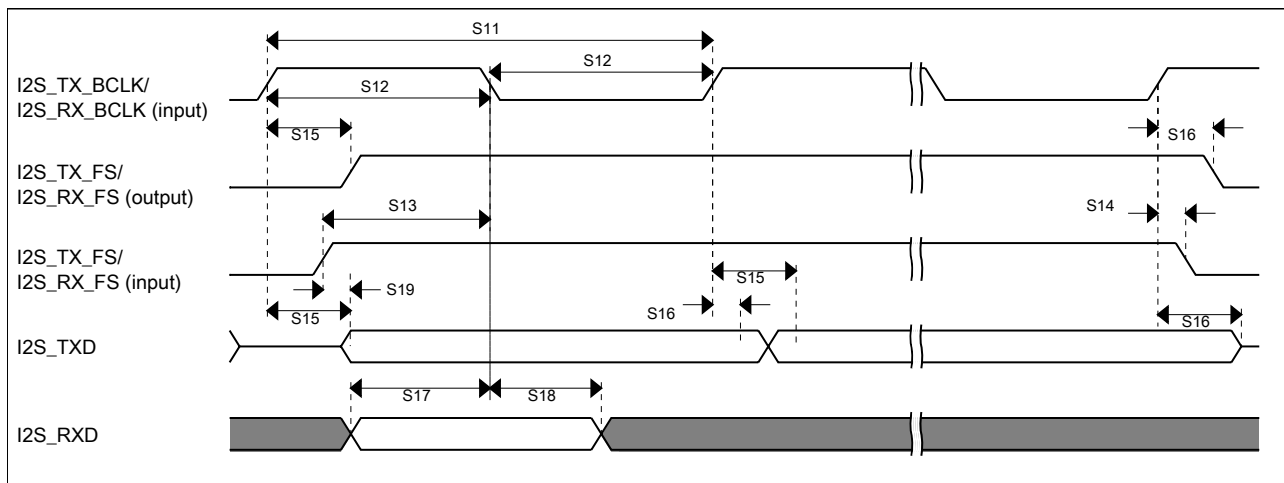 S11
S12
I2S_TX_BCLK/
I2S_RX_BCLK (input)
S12
S15
S16
I2S_TX_FS/
I2S_RX_FS (output)
S13
S14
I2S_TX_FS/
I2S_RX_FS (input)
S15
S19
S15
S16
S16
I2S_TXD
S17
S18
I2S_RXD